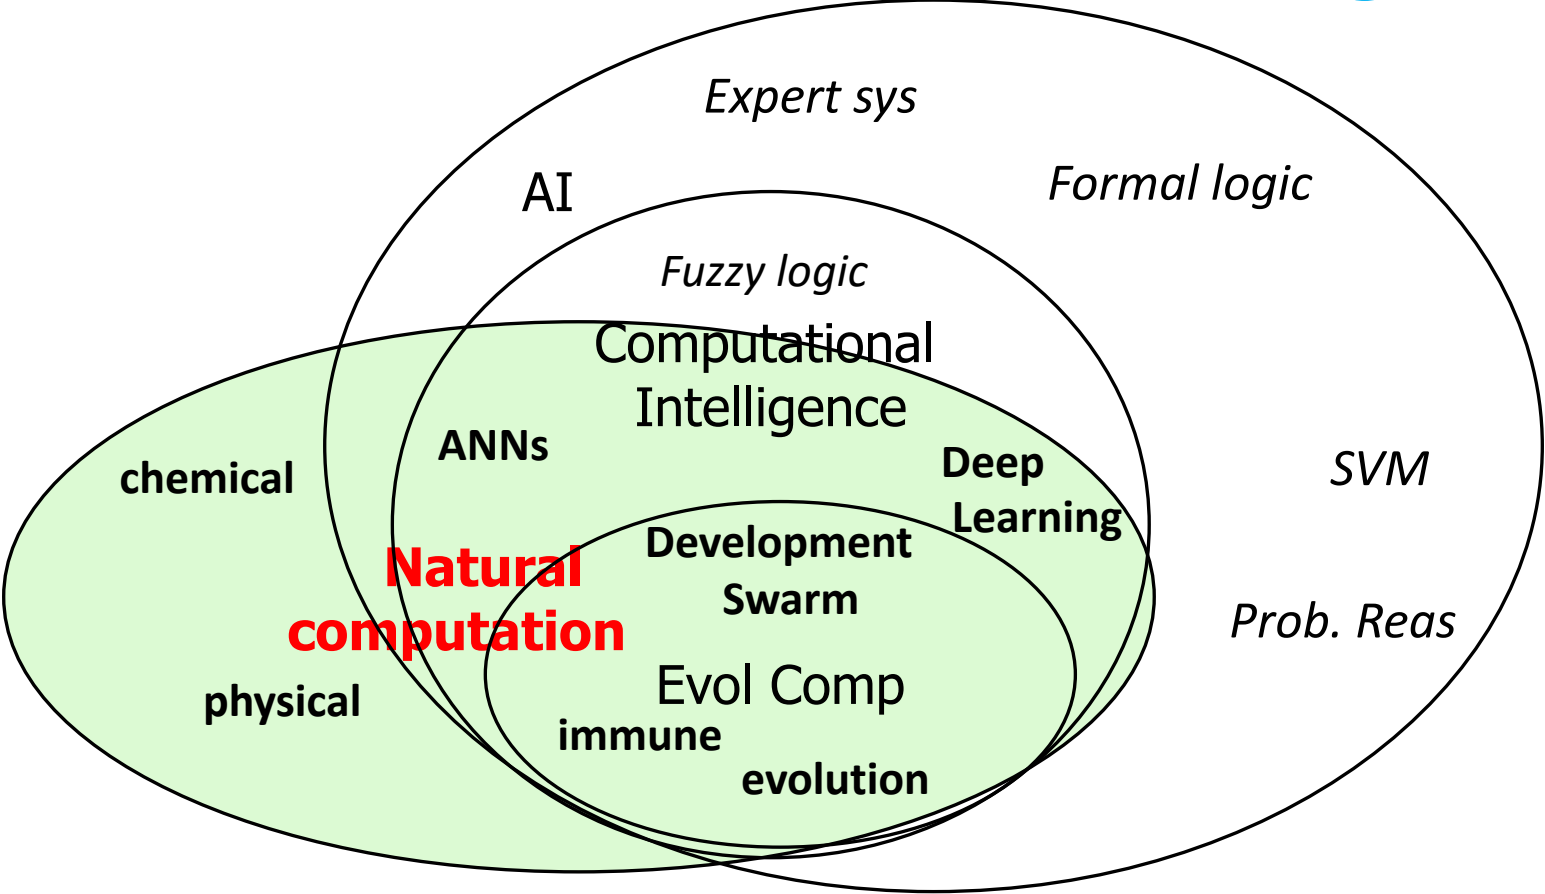 Expert sys
Formal logic
AI
Fuzzy logic
Computational
Intelligence
ANNs
Deep
Learning
chemical
SVM
Development
Natural
Swarm
computation
Prob. Reas
Evol Comp
physical
immune
evolution